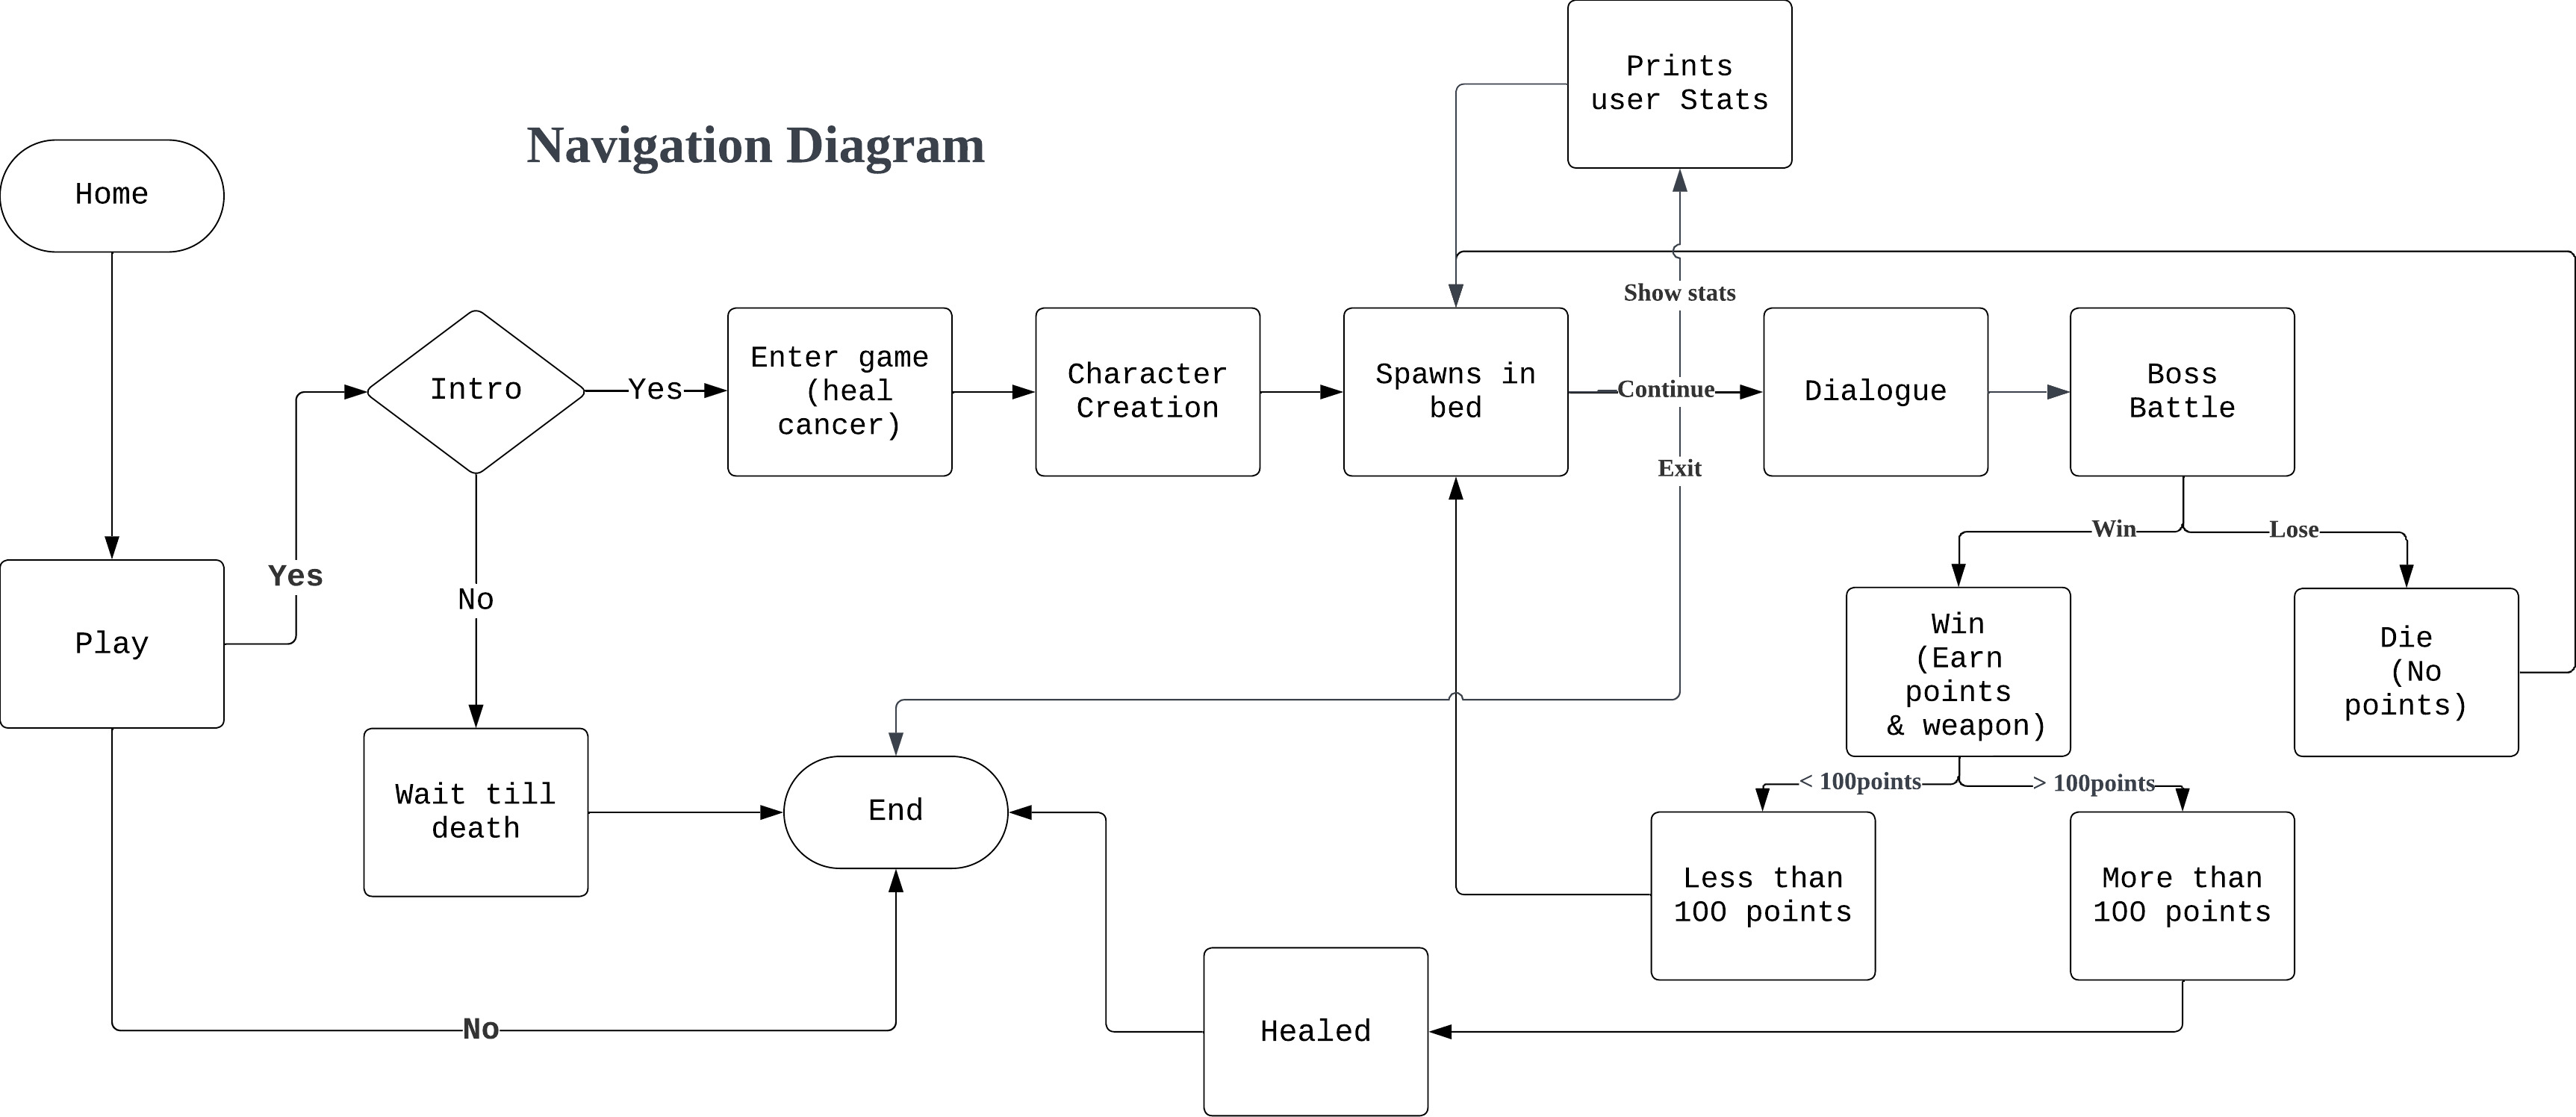 Prints
user Stats
Navigation Diagram
Home
Show stats
Intro
Yes
Enter game
(heal
cancer)
Character
Creation
Spawns in
bed
Continue
Dialogue
Boss
Battle
Exit
Win
Lose
Yes
No
Play
Win
(Earn
points
& weapon)
Die
(No
points)
< 100points
> 100points
Wait till
death
End
Less than
100 points
More than
100 points
No
Healed